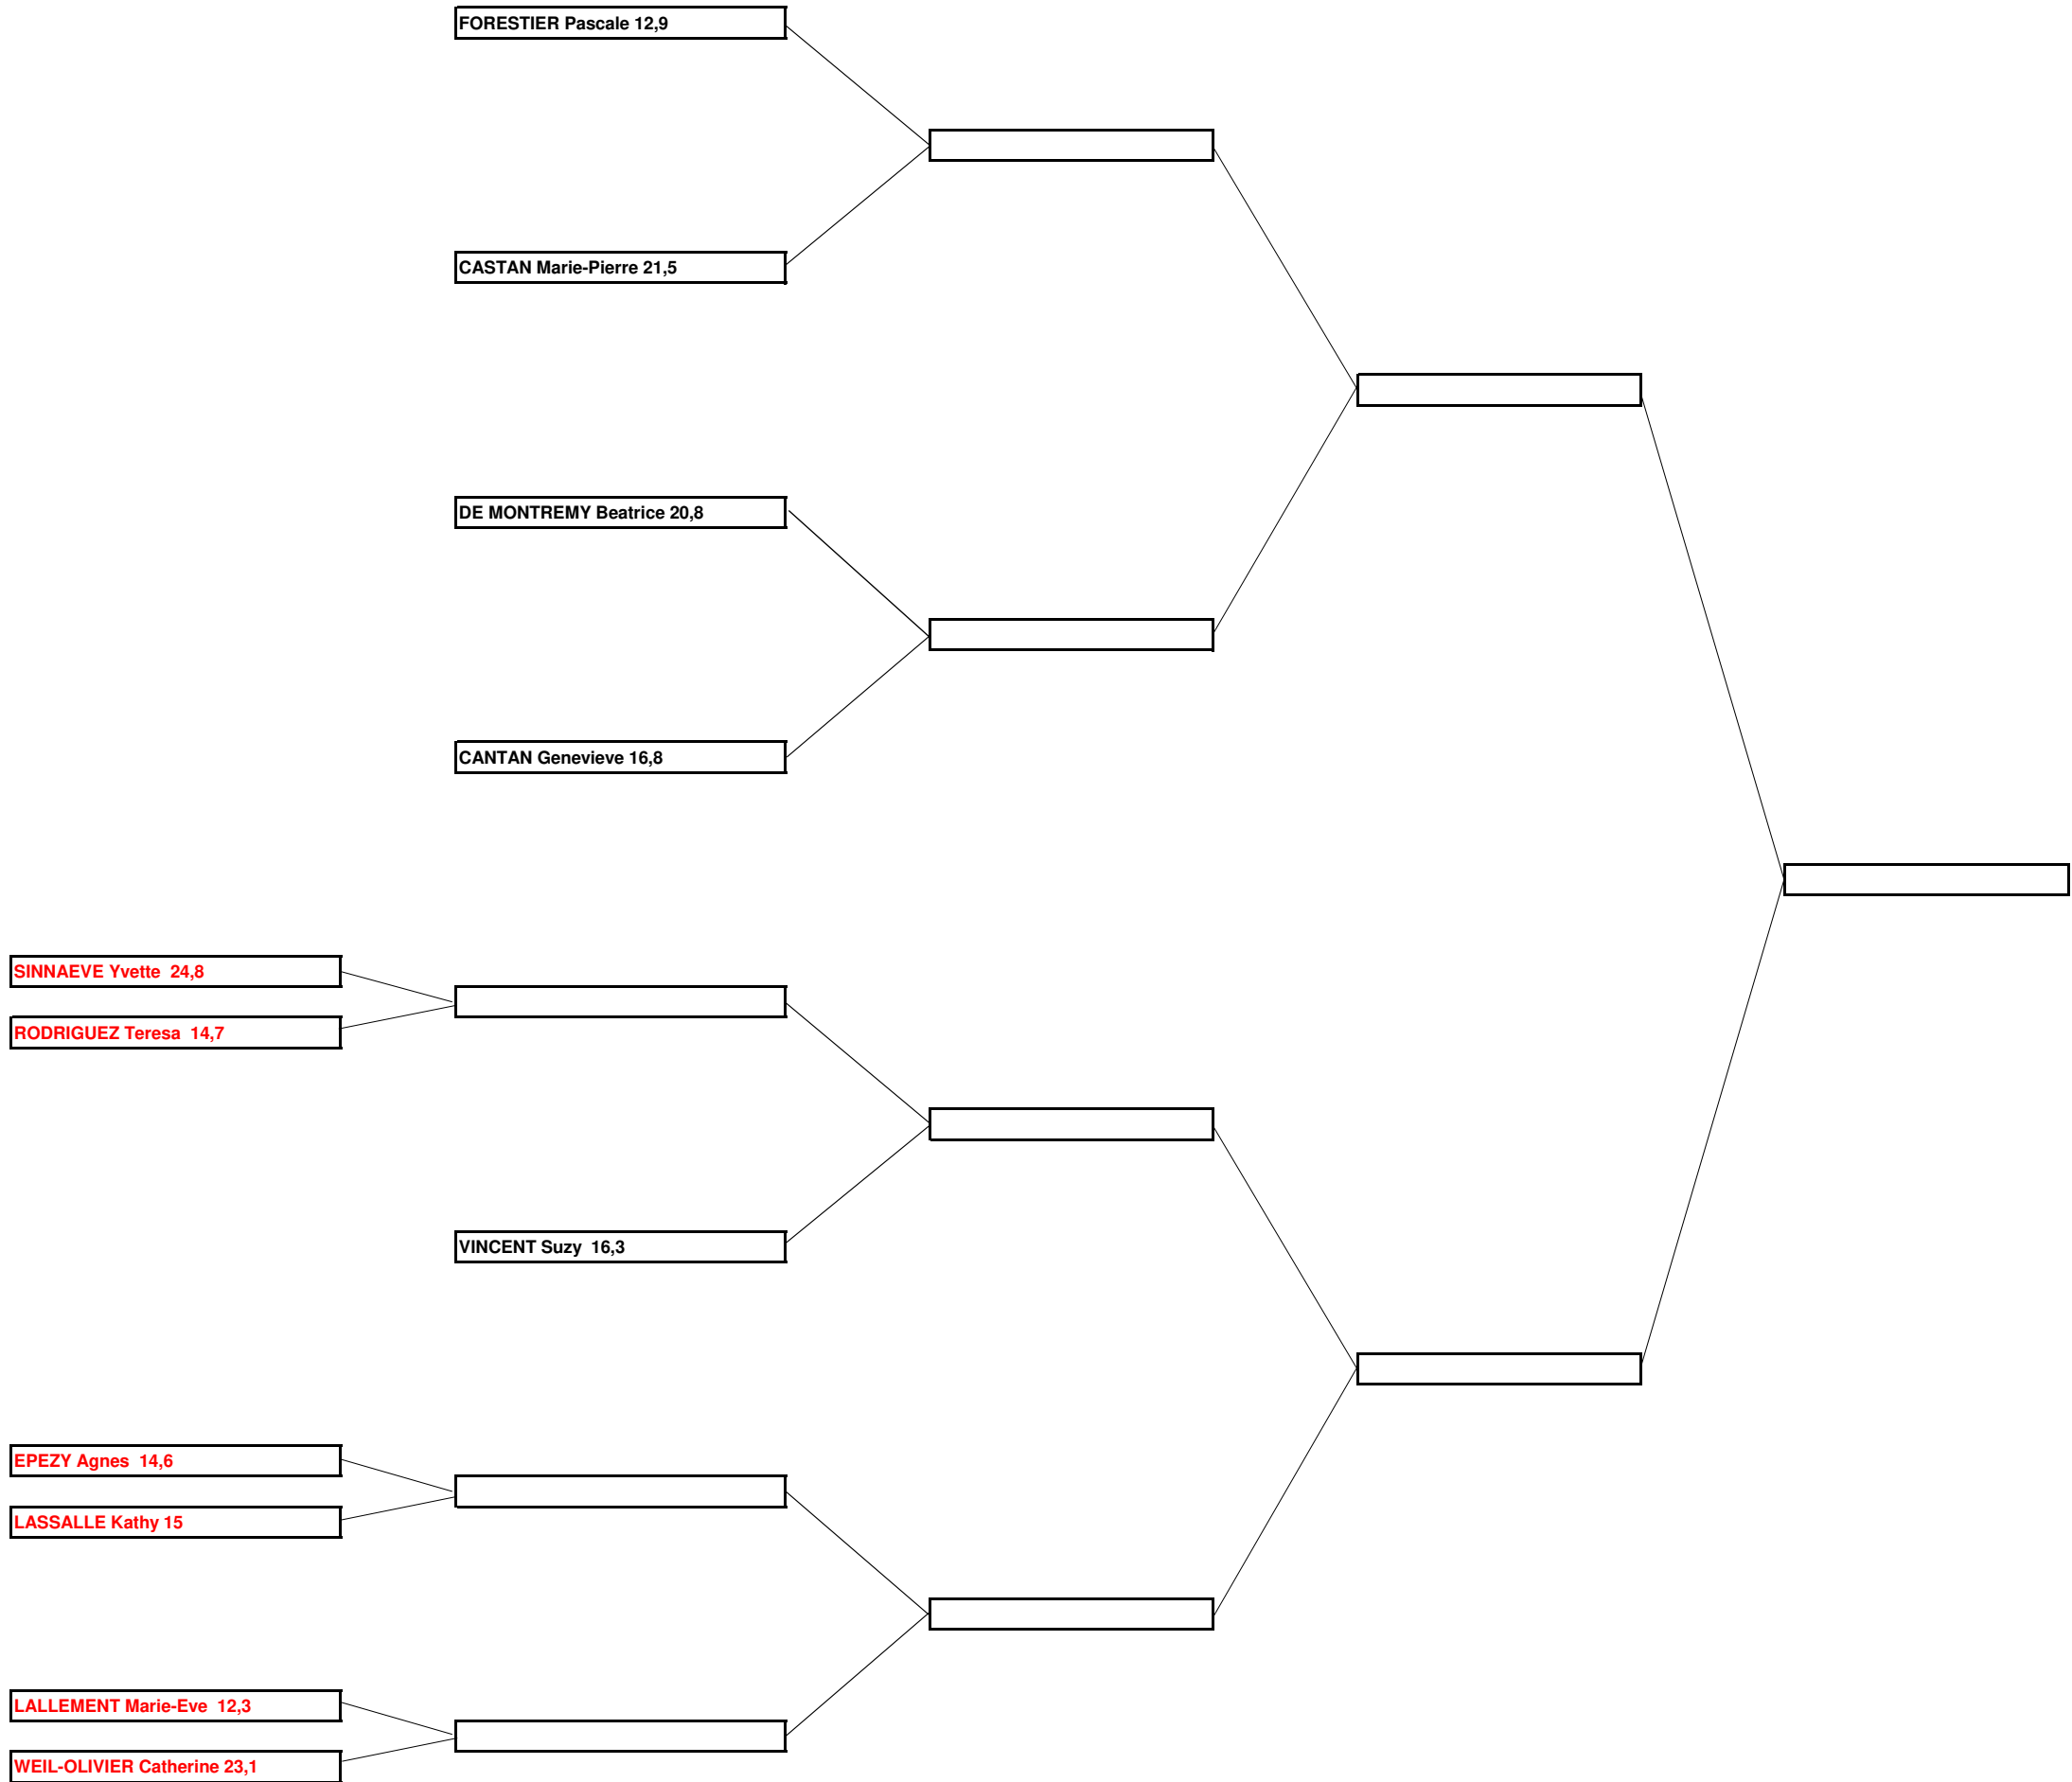 FORESTIER Pascale 12,9
CASTAN Marie-Pierre 21,5
DE MONTREMY Beatrice 20,8
CANTAN Genevieve 16,8
SINNAEVE Yvette  24,8
RODRIGUEZ Teresa  14,7
VINCENT Suzy  16,3
EPEZY Agnes  14,6
LASSALLE Kathy 15
LALLEMENT Marie-Eve  12,3
WEIL-OLIVIER Catherine 23,1